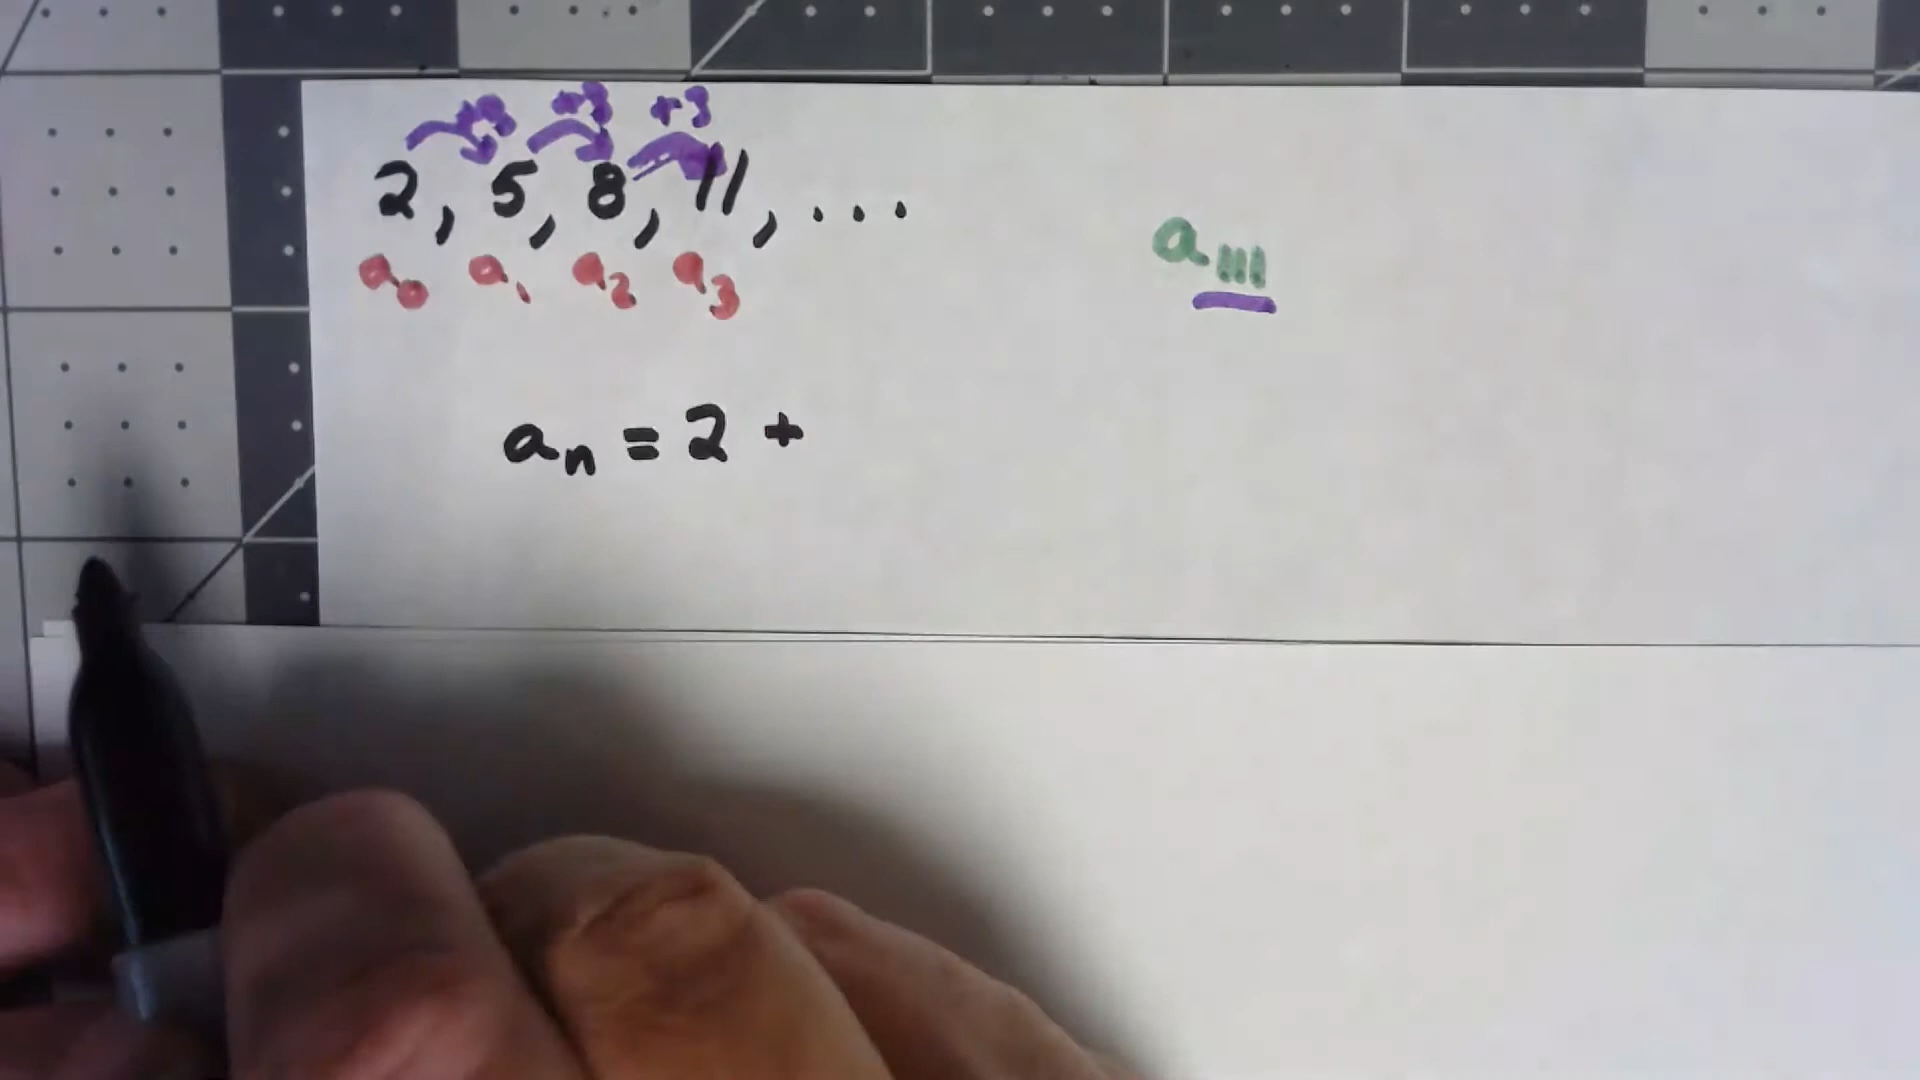 +3 +3 +3
2, 5, 8, 11, ...
a₀ a₁ a₂ a₃
a₁₁₁
aₙ = 2 +